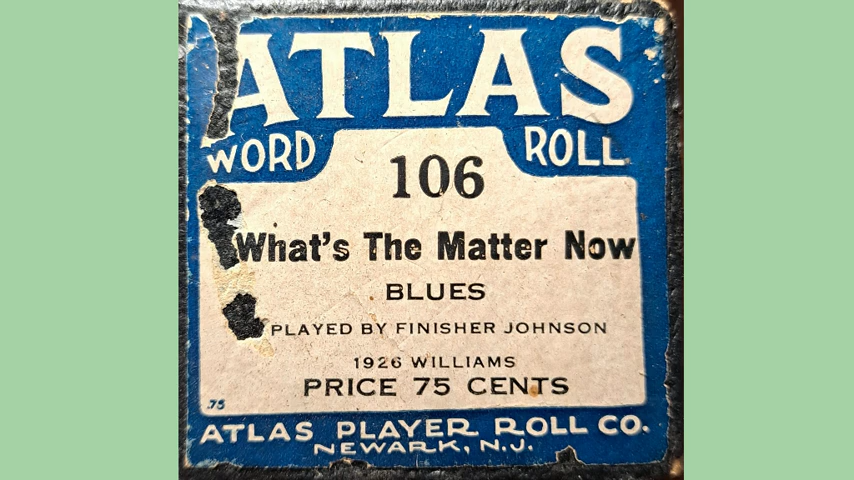 ATLAS
WORD ROLL
106
What's The Matter Now
BLUES
PLAYED BY FINISHER JOHNSON
1926 WILLIAMS
PRICE 75 CENTS
.75
ATLAS PLAYER ROLL CO.
NEWARK, N.J.